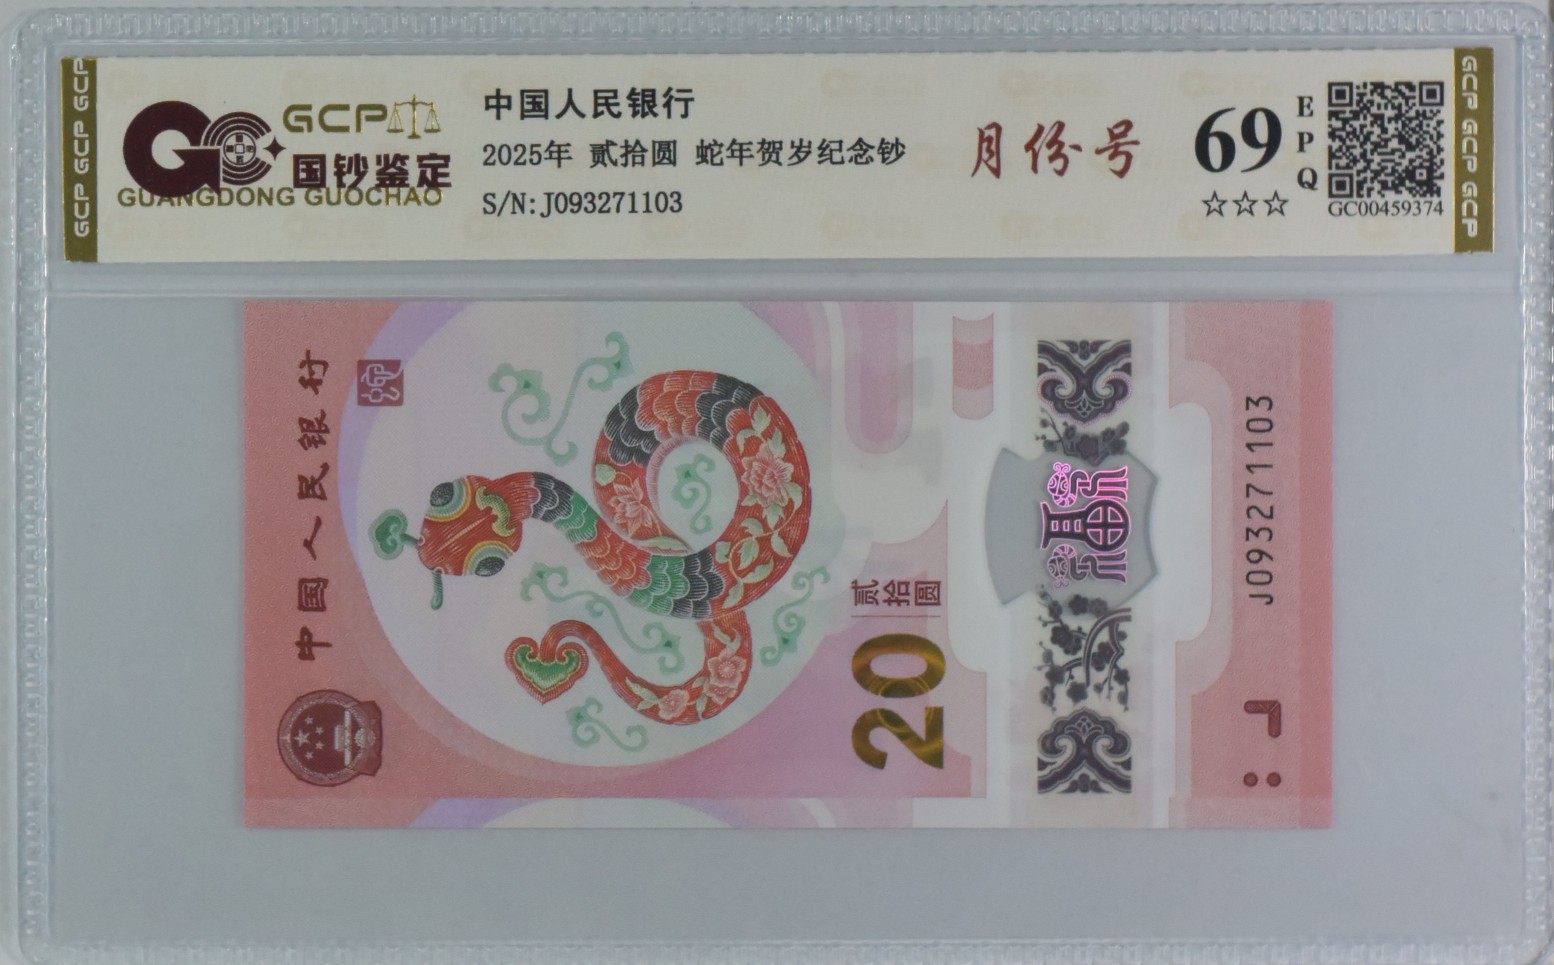 GCP GCP GCP
GCP
国钞鉴定
GUANGDONG GUOCHAO
中国人民银行
2025年 贰拾圆 蛇年贺岁纪念钞
S/N:J093271103
月份号
69
EPQ
☆☆☆
GC00459374
GCP GCP GCP
中国人民银行
贰拾圆
20
J093271103